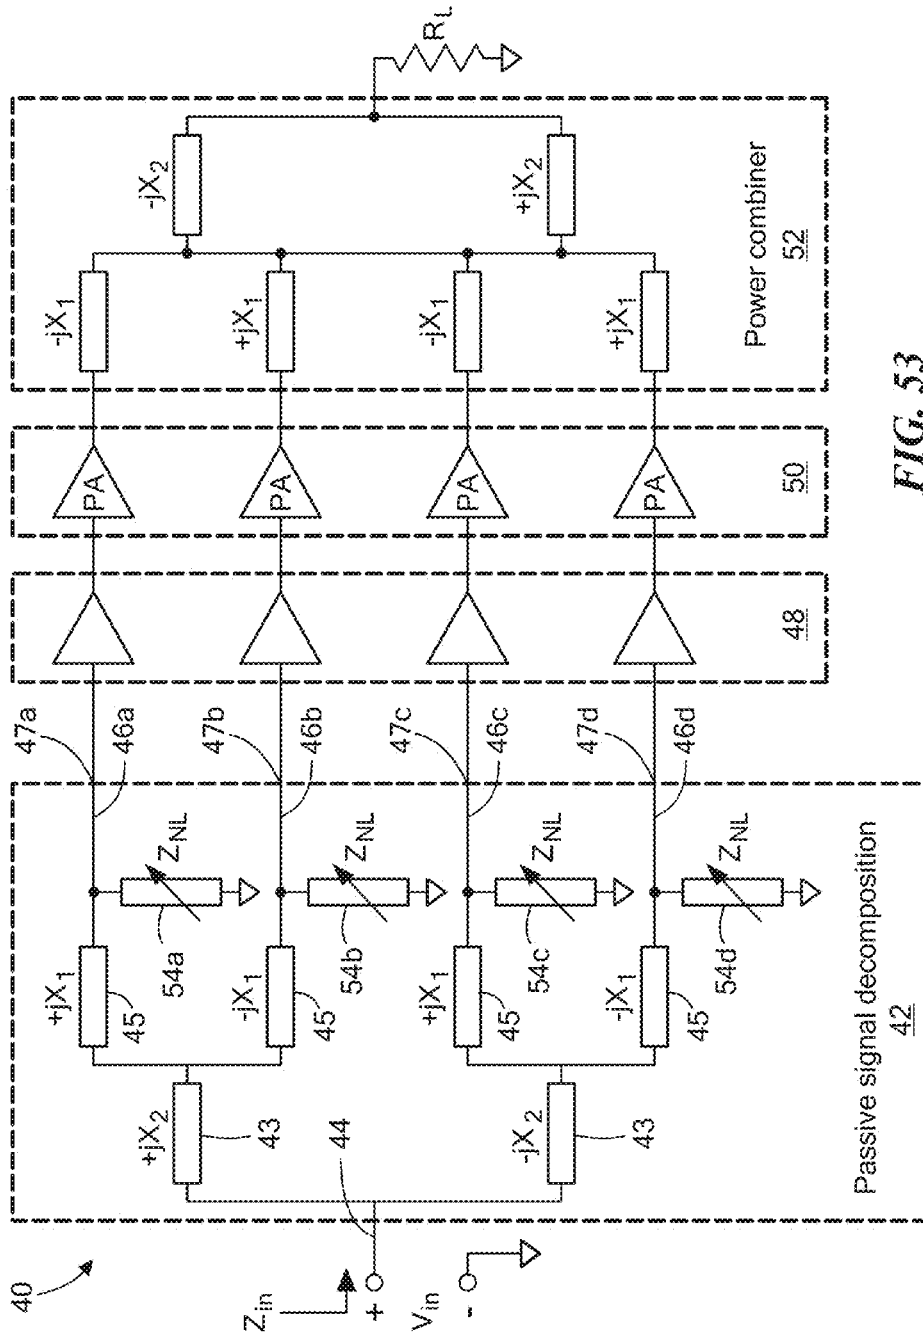 40
Z_in
+
V_in
-
44
+jX_2
43
-jX_2
43
+jX_1
45
-jX_1
45
+jX_1
45
-jX_1
45
Z_NL
54a
Z_NL
54b
Z_NL
54c
Z_NL
54d
Passive signal decomposition
42
47a
46a
47b
46b
47c
46c
47d
46d
48
PA
PA
PA
PA
50
-jX_1
+jX_1
-jX_1
+jX_1
-jX_2
+jX_2
Power combiner
52
R_L
FIG. 53